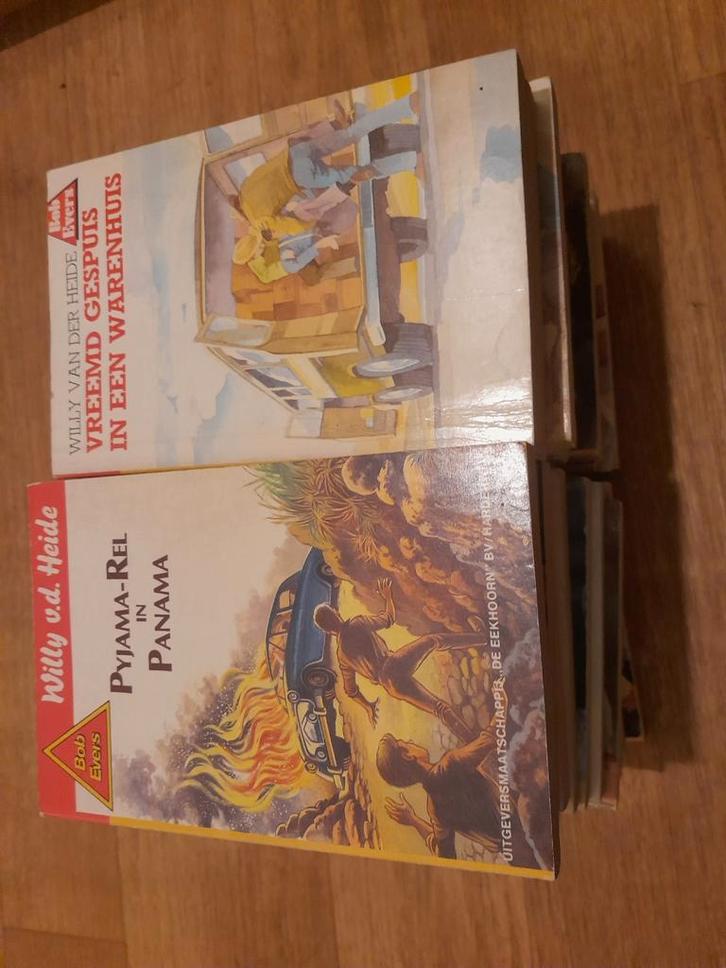 WILLY VAN DER HEIDE
Bob
Evers
VREEMD GESPUIS
IN EEN WARENHUIS
Willy v.d. Heide
Bob
Evers
PYJAMA-REL
IN
PANAMA
UITGEVERSMAATSCHAPPIJ „DE EEKHOORN” BV